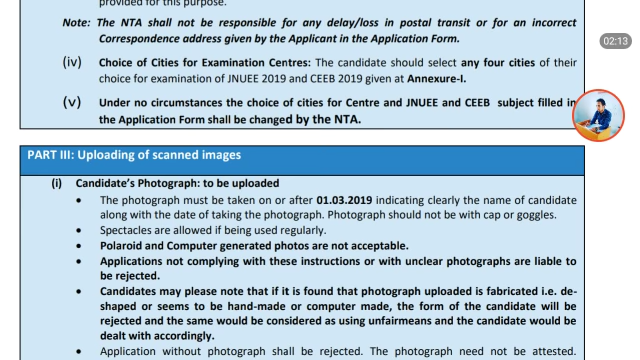 provided for this purpose.
02:13
Note: The NTA shall not be responsible for any delay/loss in postal transit or for an incorrect
Correspondence address given by the Applicant in the Application Form.
(iv) Choice of Cities for Examination Centres: The candidate should select any four cities of their
choice for examination of JNUEE 2019 and CEEB 2019 given at Annexure-I.
(v) Under no circumstances the choice of cities for Centre and JNUEE and CEEB subject filled in
the Application Form shall be changed by the NTA.
PART III: Uploading of scanned images
(i) Candidate's Photograph: to be uploaded
• The photograph must be taken on or after 01.03.2019 indicating clearly the name of candidate
along with the date of taking the photograph. Photograph should not be with cap or goggles.
• Spectacles are allowed if being used regularly.
• Polaroid and Computer generated photos are not acceptable.
• Applications not complying with these instructions or with unclear photographs are liable to
be rejected.
• Candidates may please note that if it is found that photograph uploaded is fabricated i.e. de-
shaped or seems to be hand-made or computer made, the form of the candidate will be
rejected and the same would be considered as using unfairmeans and the candidate would be
dealt with accordingly.
• Application without photograph shall be rejected. The photograph need not be attested.